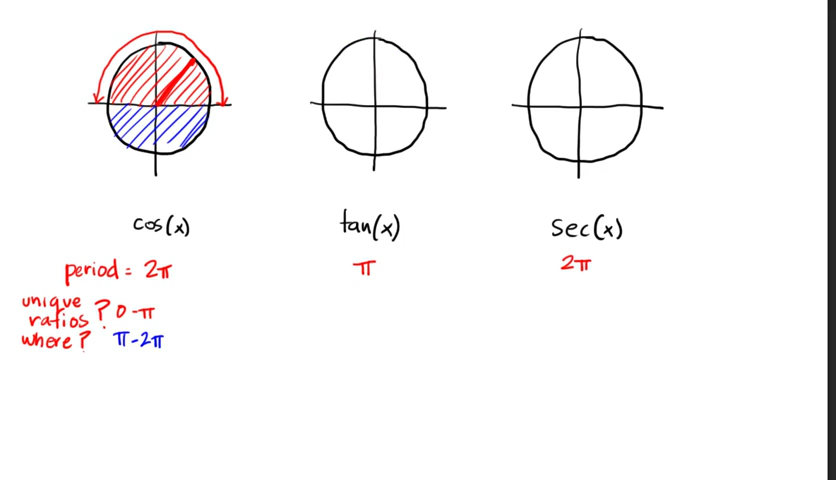 cos(x) tan(x) sec(x)
period = 2π π 2π
unique
ratios? 0-π
where? π-2π